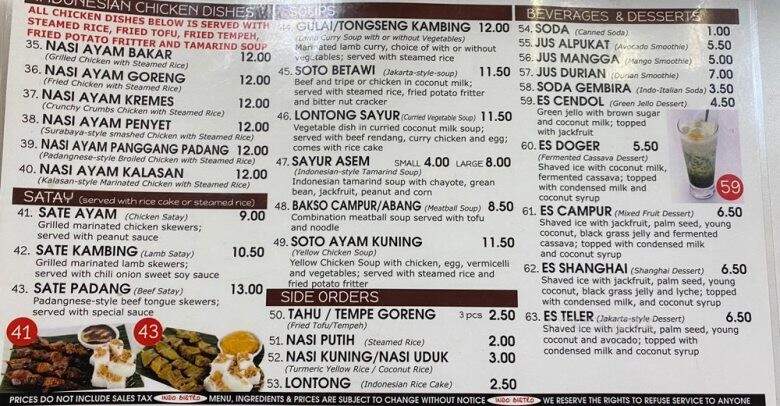 INDONESIAN CHICKEN DISHES
ALL CHICKEN DISHES BELOW IS SERVED WITH
STEAMED RICE, FRIED TOFU, FRIED TEMPEH,
FRIED POTATO FRITTER AND TAMARIND SOUP
35. NASI AYAM BAKAR 12.00
(Grilled Chicken with Steamed Rice)
36. NASI AYAM GORENG 12.00
(Fried Chicken with Steamed Rice)
37. NASI AYAM KREMES 12.00
(Crunchy Crumbs Chicken with Steamed Rice)
38. NASI AYAM PENYET 12.00
(Surabaya-style smashed Chicken with Steamed Rice)
39. NASI AYAM PANGGANG PADANG 12.00
(Padangnese-style Broiled Chicken with Steamed Rice)
40. NASI AYAM KALASAN 12.00
(Kalasan-style Marinated Chicken with Steamed Rice)
SATAY (served with rice cake or steamed rice)
41. SATE AYAM (Chicken Satay) 9.00
Grilled marinated chicken skewers;
served with peanut sauce
42. SATE KAMBING (Lamb Satay) 10.50
Grilled marinated lamb skewers;
served with chili onion sweet soy sauce
43. SATE PADANG (Beef Satay) 13.00
Padangnese-style beef tongue skewers;
served with special sauce
41
43
SOUPS
44. GULAI/TONGSENG KAMBING 12.00
(Lamb Curry Soup with or without Vegetables)
Marinated lamb curry, choice of with or without
vegetables; served with steamed rice
45. SOTO BETAWI (Jakarta-style-soup) 11.50
Beef and tripe or chicken in coconut milk;
served with steamed rice, fried potato fritter
and bitter nut cracker
46. LONTONG SAYUR (Curried Vegetable Soup) 11.50
Vegetable dish in curried coconut milk soup;
served with beef rendang, curry chicken and egg;
comes with rice cake
47. SAYUR ASEM SMALL 4.00 LARGE 8.00
(Indonesian-style Tamarind Soup)
Indonesian tamarind soup with chayote, grean
bean, jackfruit, peanut and corn
48. BAKSO CAMPUR/ABANG (Meatball Soup) 8.50
Combination meatball soup served with tofu
and noodle
49. SOTO AYAM KUNING 11.50
(Yellow Chicken Soup)
Yellow Chicken Soup with chicken, egg, vermicelli
and vegetables; served with steamed rice and
fried potato fritter
SIDE ORDERS
50. TAHU / TEMPE GORENG 3 pcs 2.50
(Fried Tofu/Tempeh)
51. NASI PUTIH (Steamed Rice) 2.00
52. NASI KUNING/NASI UDUK 3.00
(Turmeric Yellow Rice / Coconut Rice)
53. LONTONG (Indonesian Rice Cake) 2.50
BEVERAGES & DESSERTS
54. SODA (Canned Soda) 1.00
55. JUS ALPUKAT (Avocado Smoothie) 5.50
56. JUS MANGGA (Mango Smoothie) 5.00
57. JUS DURIAN (Durian Smoothie) 7.00
58. SODA GEMBIRA (Indo-Italian Soda) 3.50
59. ES CENDOL (Green Jello Dessert) 4.50
Green jello with brown sugar
and coconut milk; topped
with jackfruit
60. ES DOGER 5.50
(Fermented Cassava Dessert)
Shaved ice with coconut milk,
fermented cassava; topped
with condensed milk and
coconut syrup
59
61. ES CAMPUR (Mixed Fruit Dessert) 6.50
Shaved ice with jackfruit, palm seed, young
coconut, black grass jelly and fermented
cassava; topped with condensed milk
and coconut syrup
62. ES SHANGHAI (Shanghai Dessert) 6.50
Shaved ice with jackfruit, palm seed, young
coconut, black grass jelly and lyche; topped
with condensed milk, and coconut syrup
63. ES TELER (Jakarta-style Dessert) 6.50
Shaved ice with jackfruit, palm seed, young
coconut and avocado; topped with
condensed milk and coconut syrup
PRICES DO NOT INCLUDE SALES TAX INDO BISTRO MENU, INGREDIENTS & PRICES ARE SUBJECT TO CHANGE WITHOUT NOTICE INDO BISTRO WE RESERVE THE RIGHTS TO REFUSE SERVICE TO ANYONE